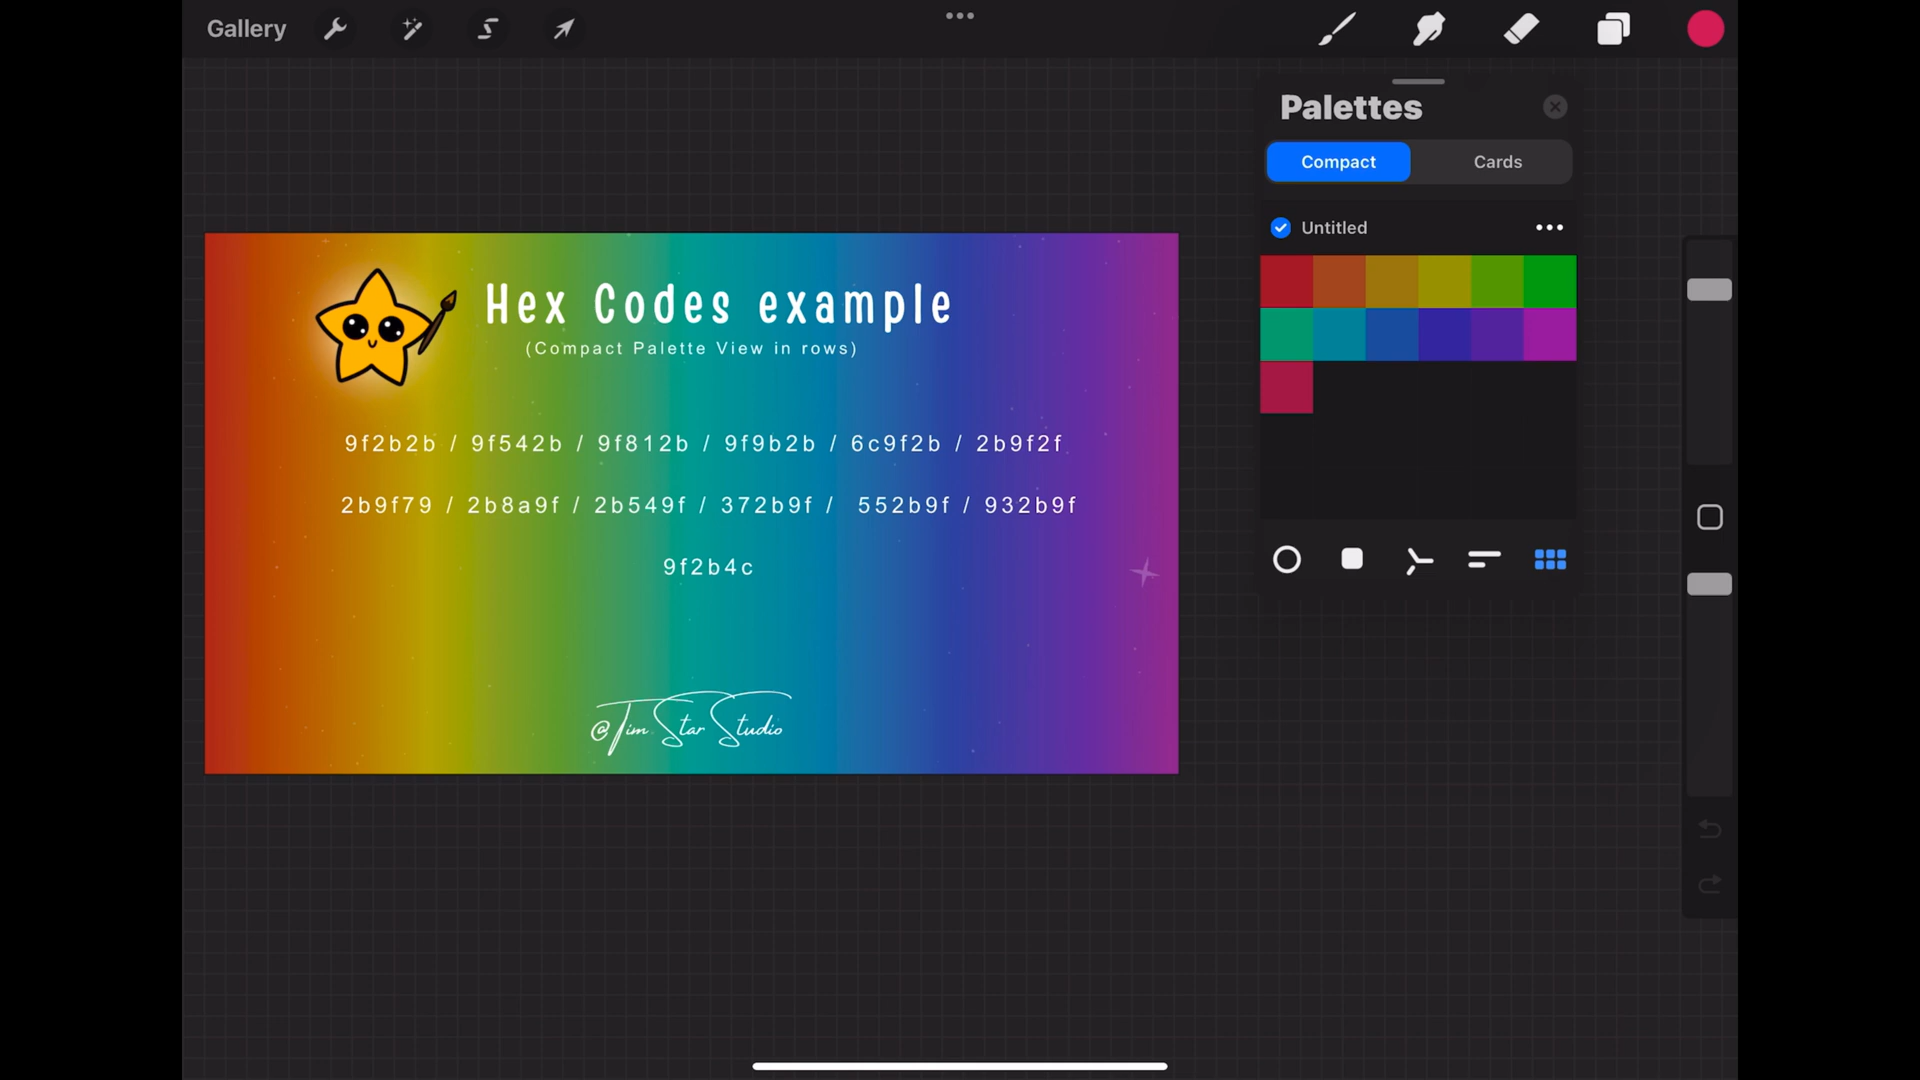 Gallery
Palettes
Compact Cards
Untitled
Hex Codes example
(Compact Palette View in rows)
9f2b2b / 9f542b / 9f812b / 9f9b2b / 6c9f2b / 2b9f2f
2b9f79 / 2b8a9f / 2b549f / 372b9f / 552b9f / 932b9f
9f2b4c
@Tim Star Studio